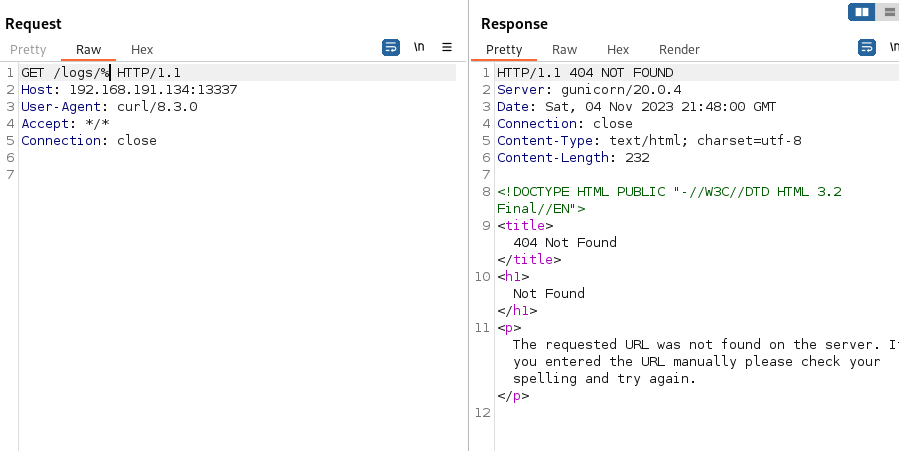 Request
Pretty Raw Hex \n
1 GET /logs/% HTTP/1.1
2 Host: 192.168.191.134:13337
3 User-Agent: curl/8.3.0
4 Accept: */*
5 Connection: close
6
7
Response
Pretty Raw Hex Render \n
1 HTTP/1.1 404 NOT FOUND
2 Server: gunicorn/20.0.4
3 Date: Sat, 04 Nov 2023 21:48:00 GMT
4 Connection: close
5 Content-Type: text/html; charset=utf-8
6 Content-Length: 232
7
8 <!DOCTYPE HTML PUBLIC "-//W3C//DTD HTML 3.2
Final//EN">
9 <title>
404 Not Found
</title>
10 <h1>
Not Found
</h1>
11 <p>
The requested URL was not found on the server. If
you entered the URL manually please check your
spelling and try again.
</p>
12